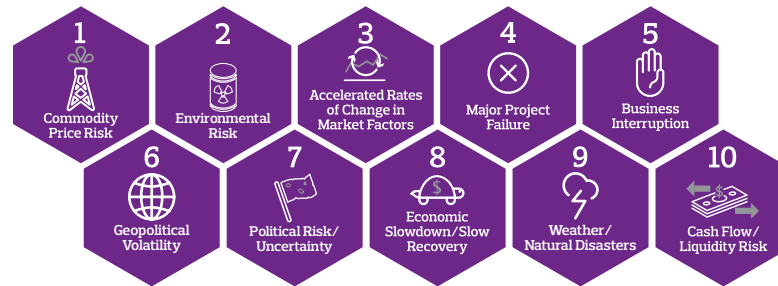 1
Commodity
Price Risk
2
Environmental
Risk
3
Accelerated Rates
of Change in
Market Factors
4
Major Project
Failure
5
Business
Interruption
6
Geopolitical
Volatility
7
Political Risk/
Uncertainty
8
$
Economic
Slowdown/Slow
Recovery
9
Weather/
Natural Disasters
10
$
Cash Flow/
Liquidity Risk